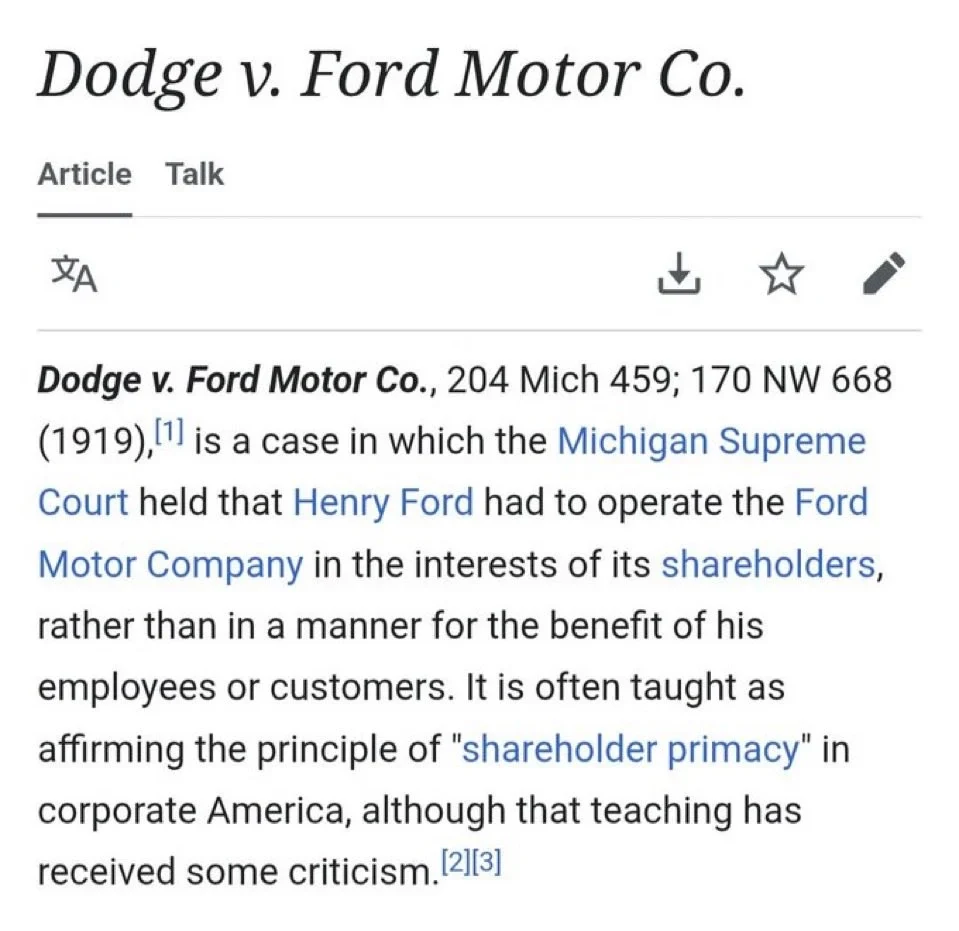 Dodge v. Ford Motor Co.
Article Talk
文A
Dodge v. Ford Motor Co., 204 Mich 459; 170 NW 668
(1919),[1] is a case in which the Michigan Supreme
Court held that Henry Ford had to operate the Ford
Motor Company in the interests of its shareholders,
rather than in a manner for the benefit of his
employees or customers. It is often taught as
affirming the principle of "shareholder primacy" in
corporate America, although that teaching has
received some criticism.[2][3]